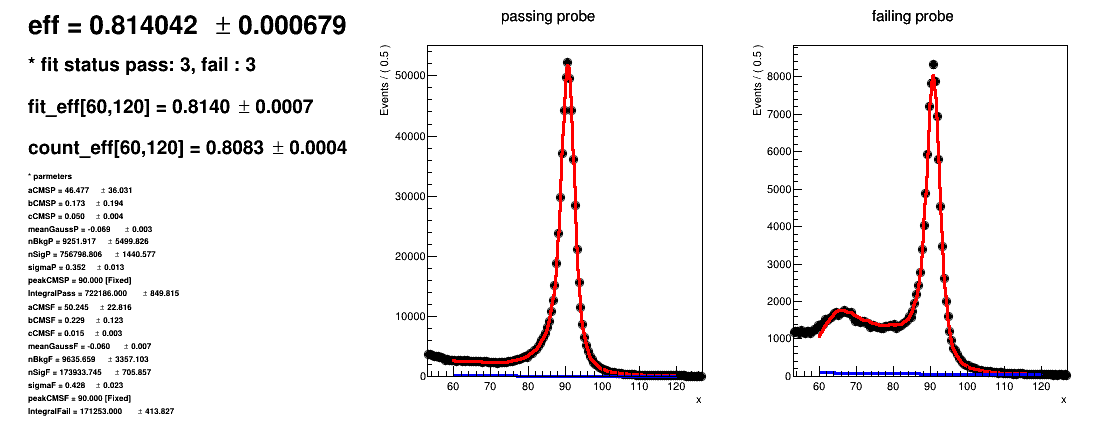 eff = 0.814042 ± 0.000679
* fit status pass: 3, fail : 3
fit_eff[60,120] = 0.8140 ± 0.0007
count_eff[60,120] = 0.8083 ± 0.0004
* parmeters
aCMSP = 46.477 ± 36.031
bCMSP = 0.173 ± 0.194
cCMSP = 0.050 ± 0.004
meanGaussP = -0.069 ± 0.003
nBkgP = 9251.917 ± 5499.826
nSigP = 756798.806 ± 1440.577
sigmaP = 0.352 ± 0.013
peakCMSP = 90.000 [Fixed]
IntegralPass = 722186.000 ± 849.815
aCMSF = 50.245 ± 22.816
bCMSF = 0.229 ± 0.123
cCMSF = 0.015 ± 0.003
meanGaussF = -0.060 ± 0.007
nBkgF = 9635.659 ± 3357.103
nSigF = 173933.745 ± 705.857
sigmaF = 0.428 ± 0.023
peakCMSF = 90.000 [Fixed]
IntegralFail = 171253.000 ± 413.827
passing probe
Events / ( 0.5 )
50000
40000
30000
20000
10000
0
60 70 80 90 100 110 120
x
failing probe
Events / ( 0.5 )
8000
7000
6000
5000
4000
3000
2000
1000
0
60 70 80 90 100 110 120
x